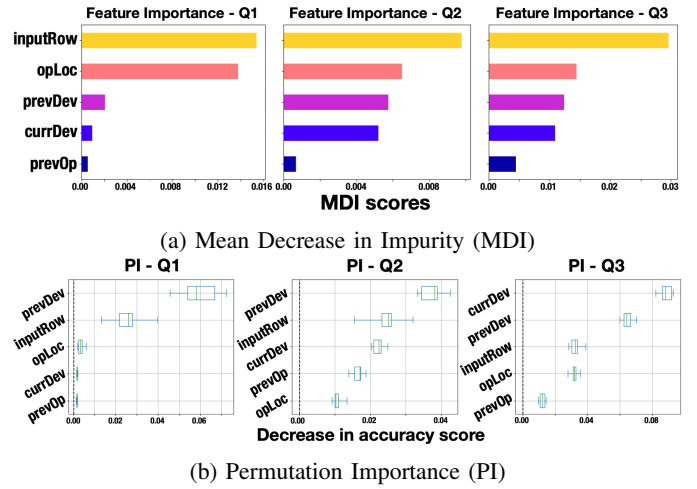 Feature Importance - Q1 Feature Importance - Q2 Feature Importance - Q3
inputRow
opLoc
prevDev
currDev
prevOp
0.00 0.004 0.008 0.012 0.016 0.00 0.004 0.008 0.00 0.01 0.02 0.03
MDI scores
(a) Mean Decrease in Impurity (MDI)
PI - Q1 PI - Q2 PI - Q3
prevDev prevDev currDev
inputRow inputRow prevDev
opLoc currDev inputRow
currDev prevOp opLoc
prevOp opLoc prevOp
0.00 0.02 0.04 0.06 0.00 0.02 0.04 0.00 0.04 0.08
Decrease in accuracy score
(b) Permutation Importance (PI)